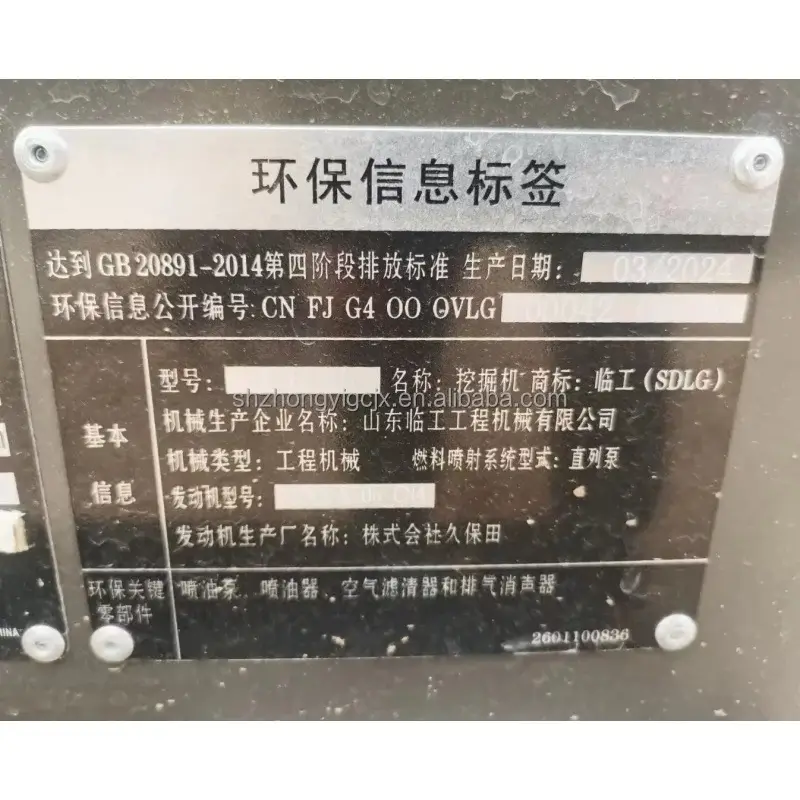 环保信息标签
达到GB 20891-2014第四阶段排放标准 生产日期: 03/2024
环保信息公开编号: CN FJ G4 OO OVLG
型号: 名称: 挖掘机 商标: 临工(SDLG)
shzhongyigcjx.en.alibaba.com
机械生产企业名称: 山东临工工程机械有限公司
基本
信息
机械类型: 工程机械 燃料喷射系统型式: 直列泵
发动机型号:
发动机生产厂名称: 株式会社久保田
环保关键
零部件
喷油泵、喷油器、空气滤清器和排气消声器
2601100836